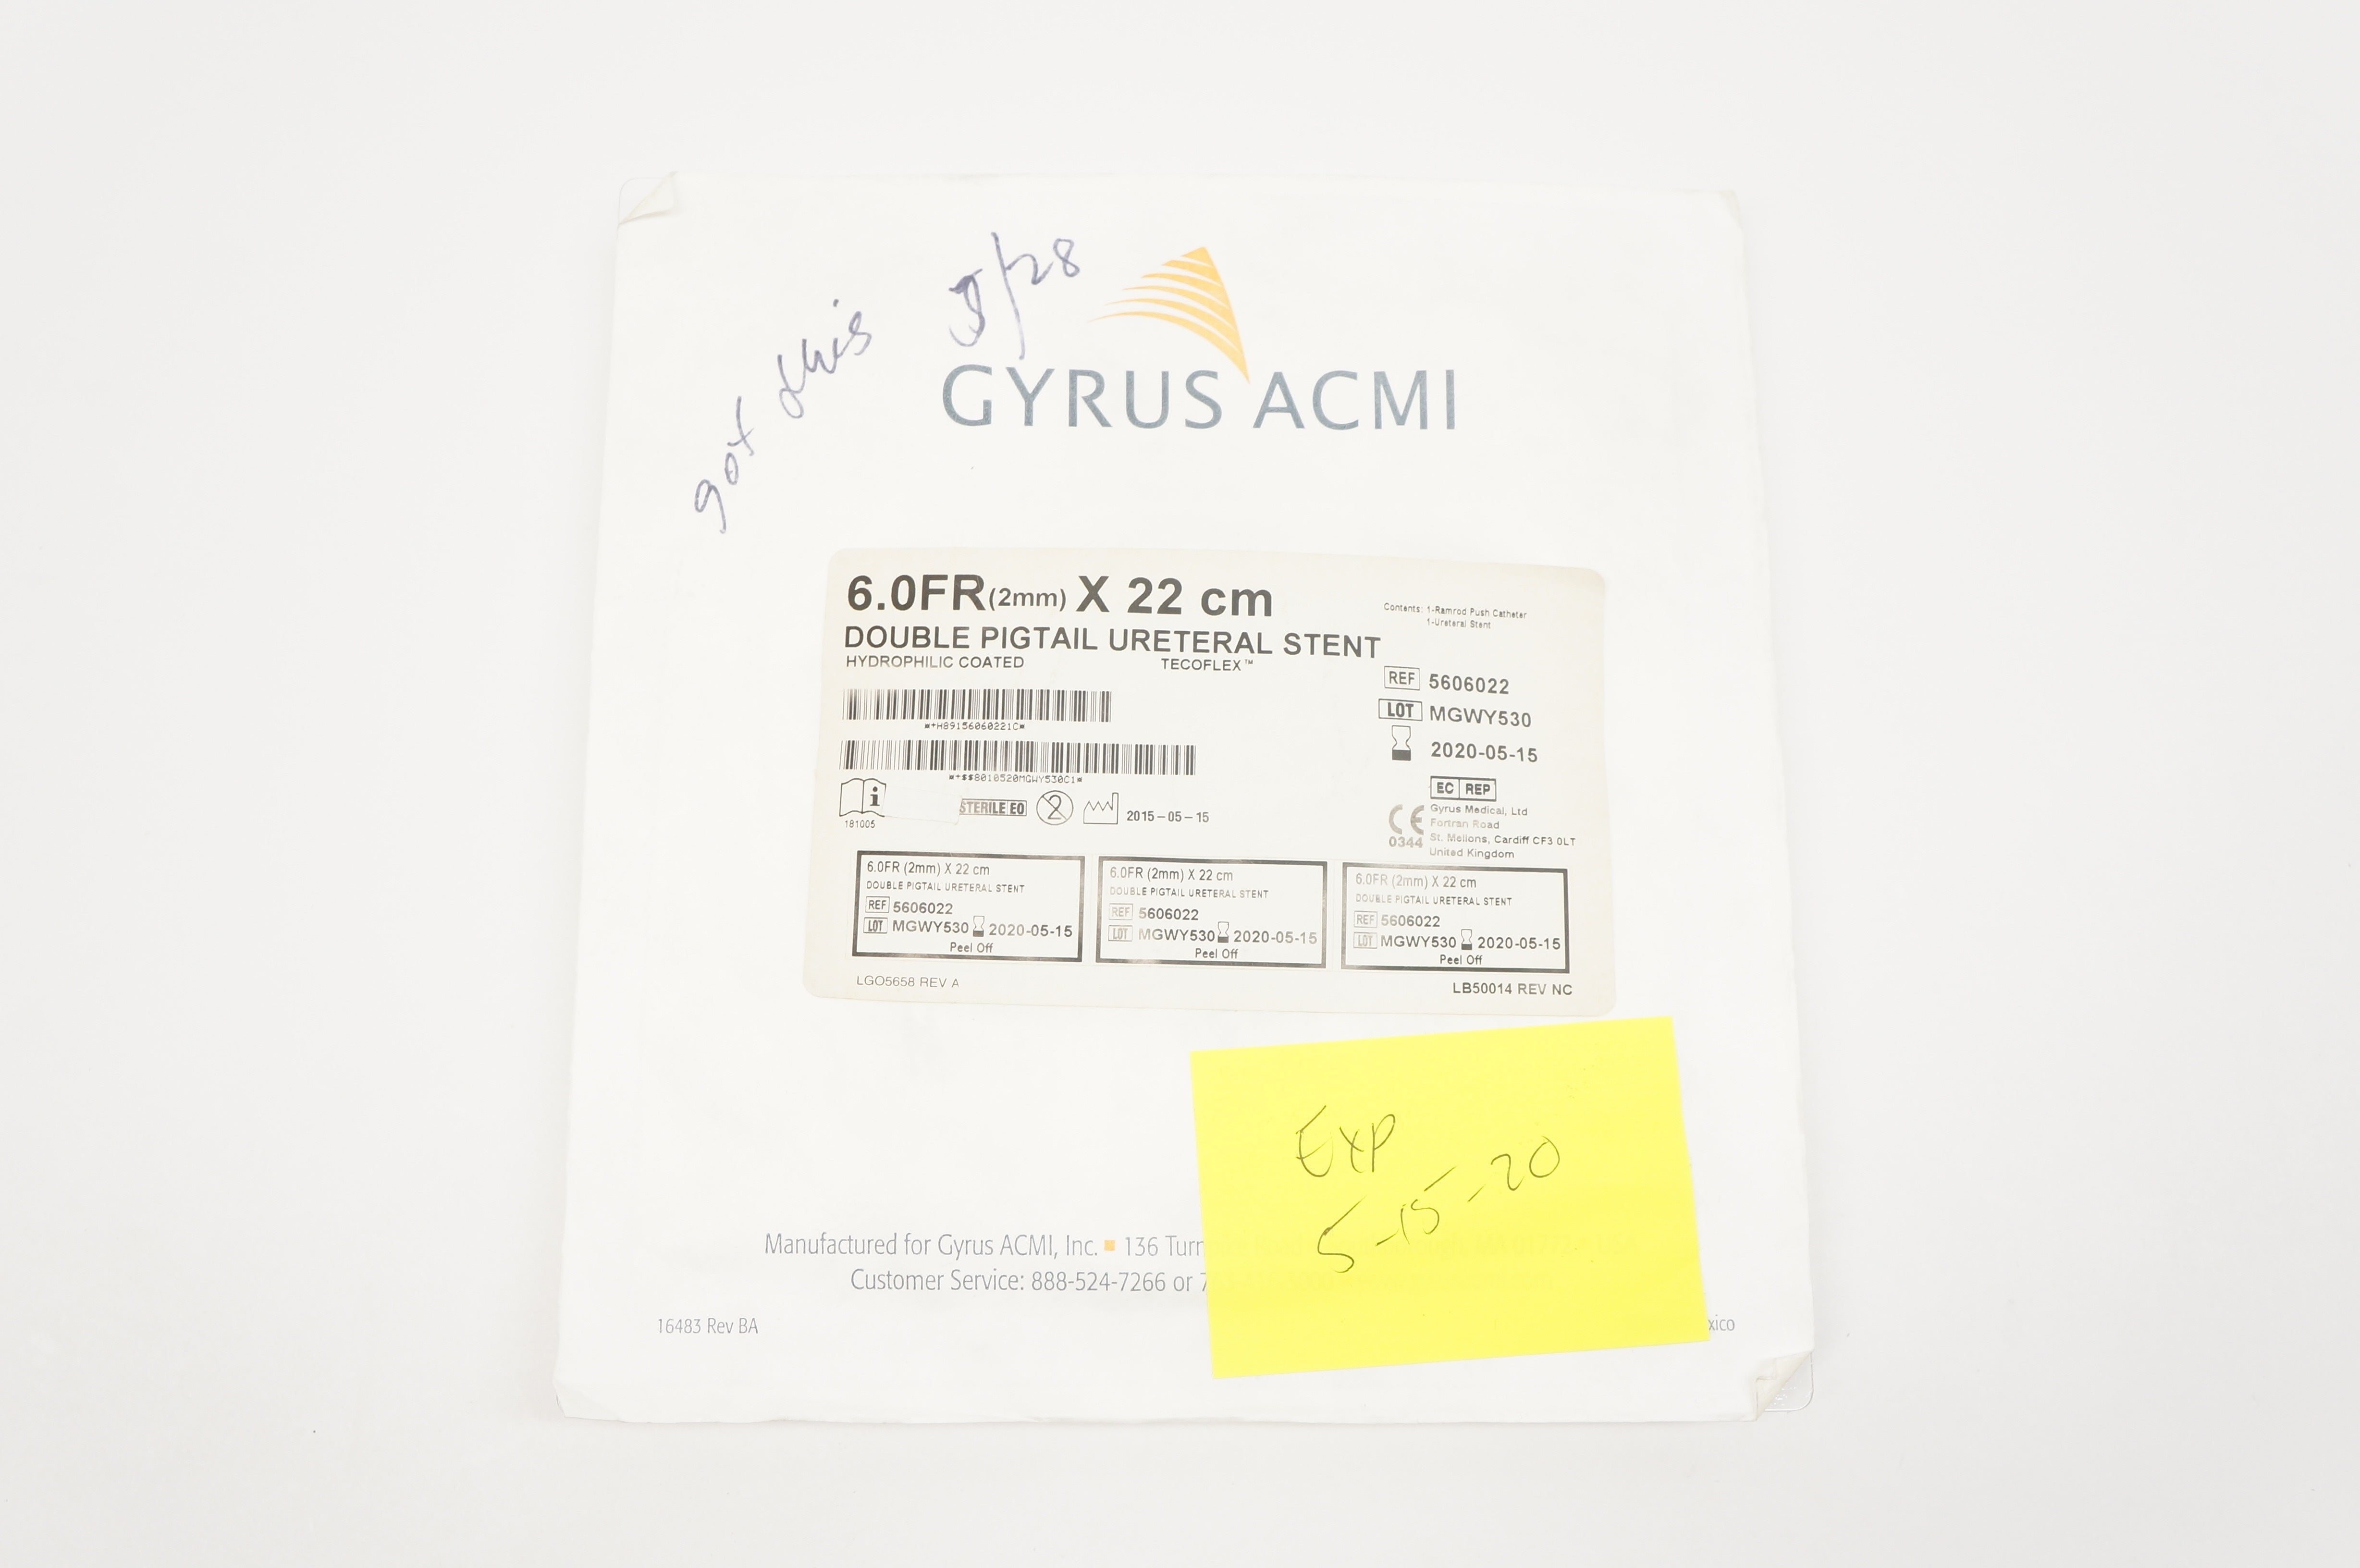 got this 5/28
GYRUS ACMI
6.0FR(2mm) X 22 cm
DOUBLE PIGTAIL URETERAL STENT
HYDROPHILIC COATED TECOFLEX™
Contents: 1-Ramrod Push Catheter
1-Ureteral Stent
*+H89156060221C*
*+$$8010520MGWY530C1*
REF 5606022
LOT MGWY530
2020-05-15
EC REP
Gyrus Medical, Ltd
Fortran Road
St. Mellons, Cardiff CF3 0LT
United Kingdom
CE
0344
i
181005
STERILE EO
2
2015-05-15
6.0FR (2mm) X 22 cm
DOUBLE PIGTAIL URETERAL STENT
REF 5606022
LOT MGWY530 2020-05-15
Peel Off
6.0FR (2mm) X 22 cm
DOUBLE PIGTAIL URETERAL STENT
REF 5606022
LOT MGWY530 2020-05-15
Peel Off
6.0FR (2mm) X 22 cm
DOUBLE PIGTAIL URETERAL STENT
REF 5606022
LOT MGWY530 2020-05-15
Peel Off
LGO5658 REV A
LB50014 REV NC
EXP
5-15-20
Manufactured for Gyrus ACMI, Inc. ▪ 136
Customer Service: 888-524-7266 or
16483 Rev BA